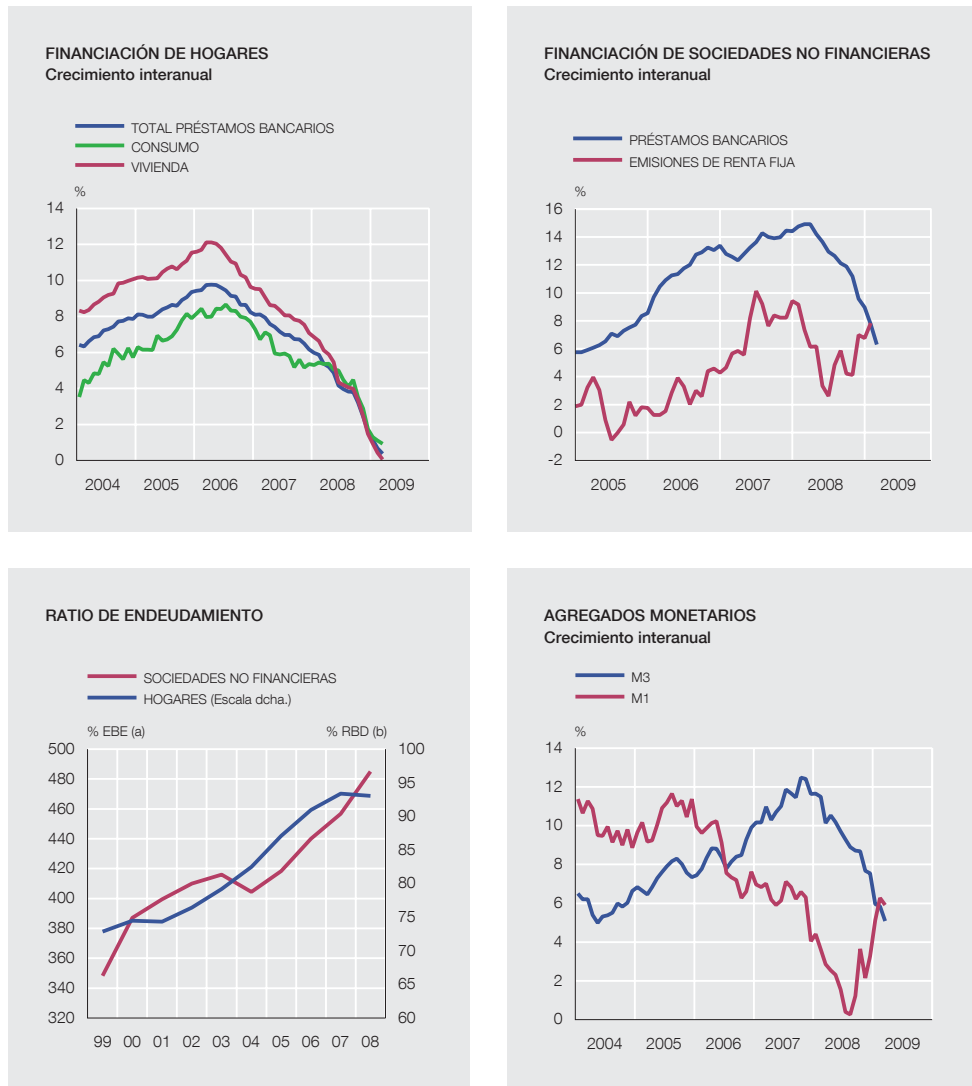 FINANCIACIÓN DE HOGARES
Crecimiento interanual
TOTAL PRÉSTAMOS BANCARIOS
CONSUMO
VIVIENDA
%
14
12
10
8
6
4
2
0
2004 2005 2006 2007 2008 2009
FINANCIACIÓN DE SOCIEDADES NO FINANCIERAS
Crecimiento interanual
PRÉSTAMOS BANCARIOS
EMISIONES DE RENTA FIJA
%
16
14
12
10
8
6
4
2
0
-2
2005 2006 2007 2008 2009
RATIO DE ENDEUDAMIENTO
SOCIEDADES NO FINANCIERAS
HOGARES (Escala dcha.)
% EBE (a) % RBD (b)
500 100
480 95
460 90
440 85
420 80
400 75
380 70
360 65
340 60
320
99 00 01 02 03 04 05 06 07 08
AGREGADOS MONETARIOS
Crecimiento interanual
M3
M1
%
14
12
10
8
6
4
2
0
2004 2005 2006 2007 2008 2009